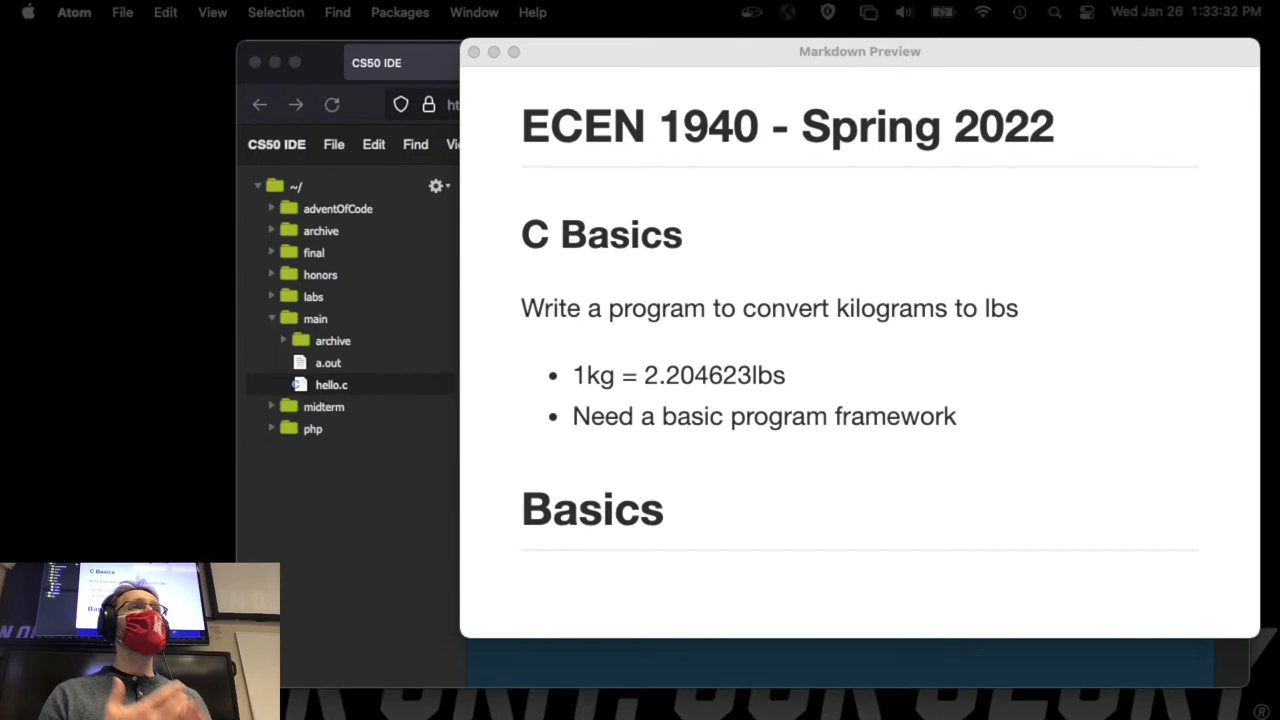 Atom File Edit View Selection Find Packages Window Help Wed Jan 26 1:33:32 PM
CS50 IDE
Markdown Preview
CS50 IDE File Edit Find
~/
adventOfCode
archive
final
honors
labs
main
archive
a.out
hello.c
midterm
php
ECEN 1940 - Spring 2022
C Basics
Write a program to convert kilograms to lbs
• 1kg = 2.204623lbs
• Need a basic program framework
Basics
C Basics